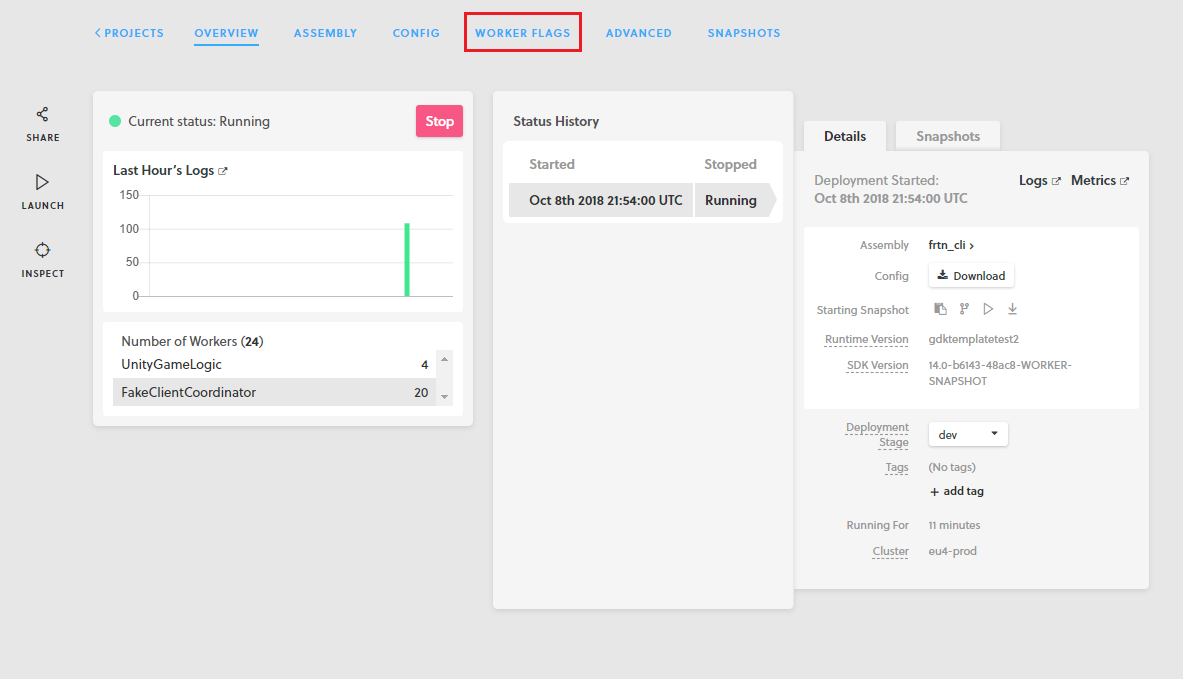 PROJECTS
OVERVIEW
ASSEMBLY
CONFIG
WORKER FLAGS
ADVANCED
SNAPSHOTS
SHARE
LAUNCH
INSPECT
Current status: Running
Stop
Last Hour's Logs
150
100
50
0
Number of Workers (24)
UnityGameLogic 4
FakeClientCoordinator 20
Status History
Started Stopped
Oct 8th 2018 21:54:00 UTC Running
Details
Snapshots
Deployment Started:
Oct 8th 2018 21:54:00 UTC
Logs
Metrics
Assembly frtn_cli
Config Download
Starting Snapshot
Runtime Version gdktemplatetest2
SDK Version 14.0-b6143-48ac8-WORKER-
SNAPSHOT
Deployment
Stage
dev
Tags (No tags)
+ add tag
Running For 11 minutes
Cluster eu4-prod